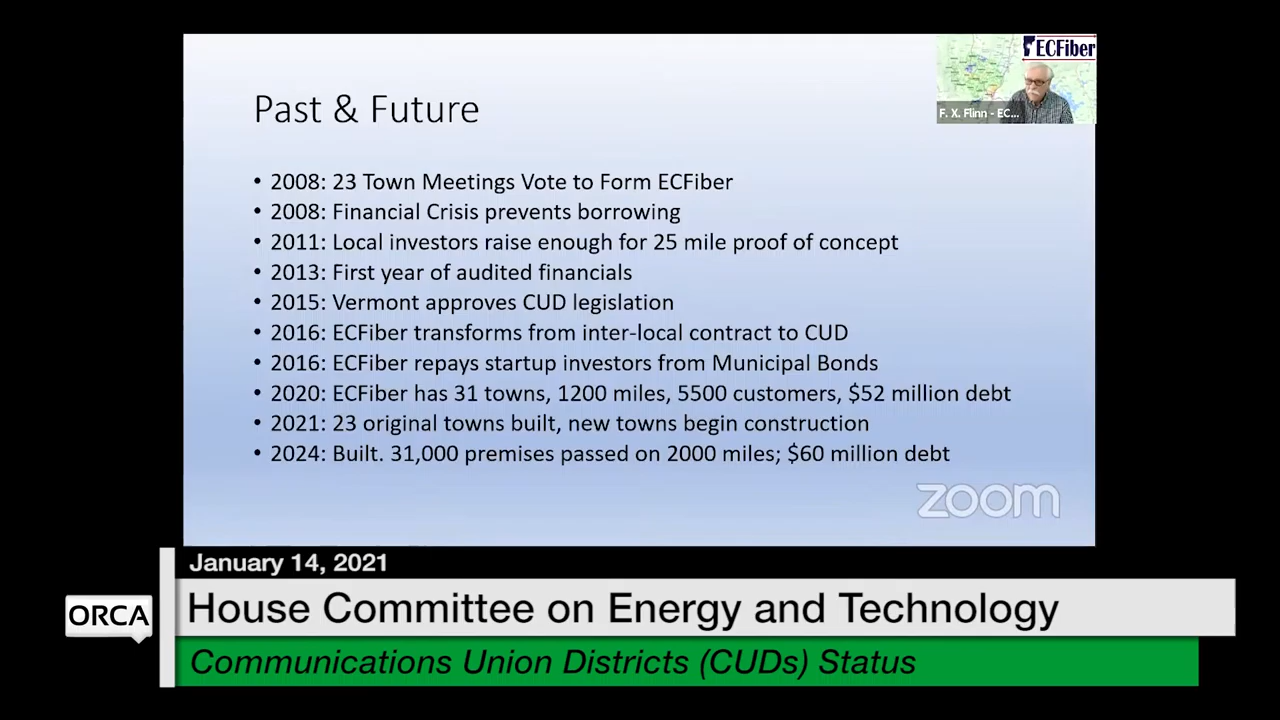 ECFiber
F. X. Flinn - EC...
Past & Future
• 2008: 23 Town Meetings Vote to Form ECFiber
• 2008: Financial Crisis prevents borrowing
• 2011: Local investors raise enough for 25 mile proof of concept
• 2013: First year of audited financials
• 2015: Vermont approves CUD legislation
• 2016: ECFiber transforms from inter-local contract to CUD
• 2016: ECFiber repays startup investors from Municipal Bonds
• 2020: ECFiber has 31 towns, 1200 miles, 5500 customers, $52 million debt
• 2021: 23 original towns built, new towns begin construction
• 2024: Built. 31,000 premises passed on 2000 miles; $60 million debt
zoom
January 14, 2021
ORCA
House Committee on Energy and Technology
Communications Union Districts (CUDs) Status